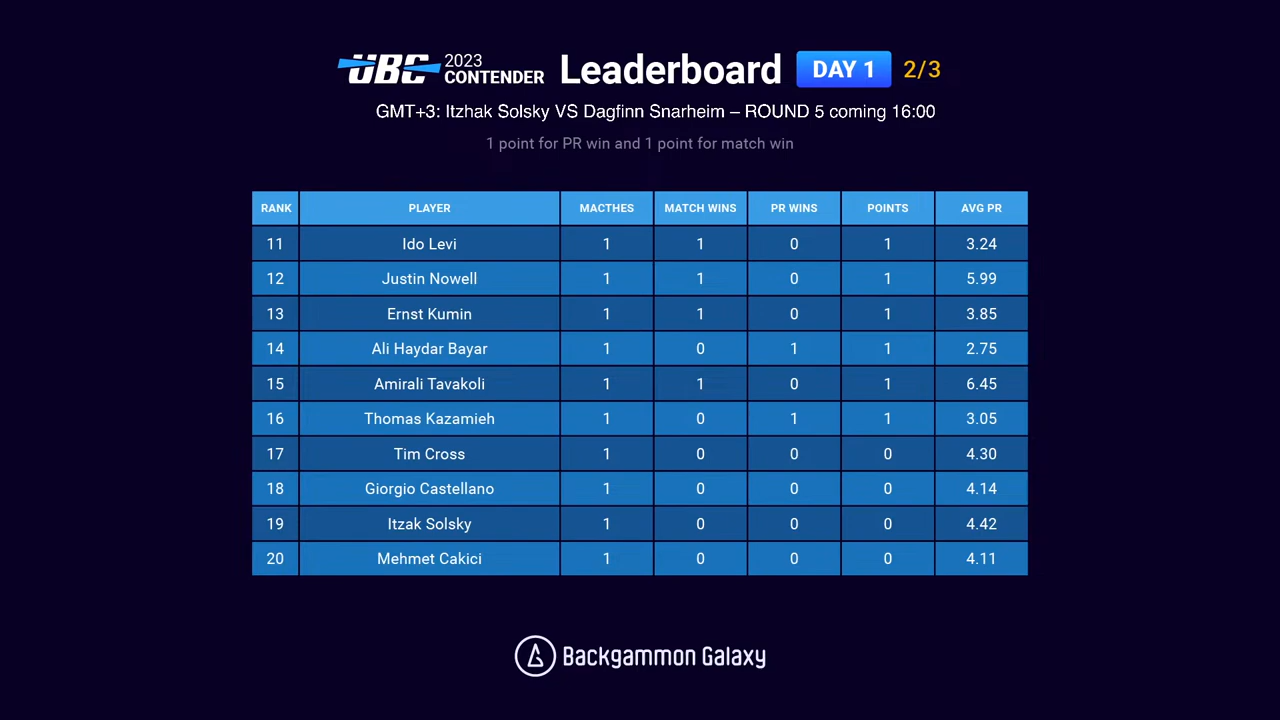 UBC 2023 CONTENDER Leaderboard DAY 1 2/3
GMT+3: Itzhak Solsky VS Dagfinn Snarheim – ROUND 5 coming 16:00
1 point for PR win and 1 point for match win
RANK PLAYER MACTHES MATCH WINS PR WINS POINTS AVG PR
11 Ido Levi 1 1 0 1 3.24
12 Justin Nowell 1 1 0 1 5.99
13 Ernst Kumin 1 1 0 1 3.85
14 Ali Haydar Bayar 1 0 1 1 2.75
15 Amirali Tavakoli 1 1 0 1 6.45
16 Thomas Kazamieh 1 0 1 1 3.05
17 Tim Cross 1 0 0 0 4.30
18 Giorgio Castellano 1 0 0 0 4.14
19 Itzak Solsky 1 0 0 0 4.42
20 Mehmet Cakici 1 0 0 0 4.11
Backgammon Galaxy